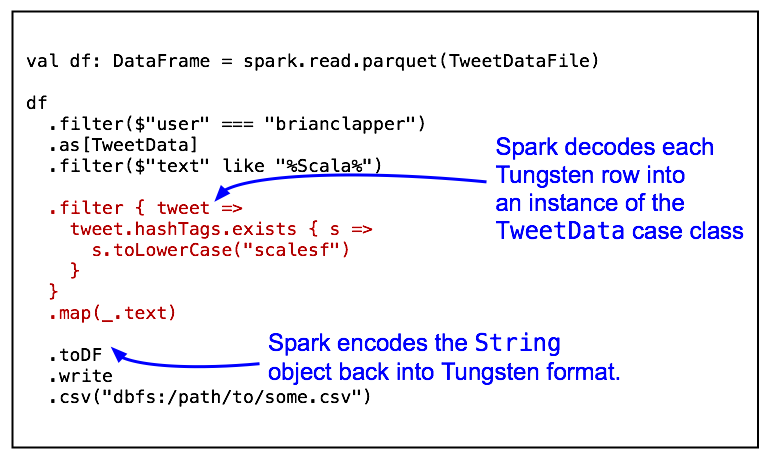 val df: DataFrame = spark.read.parquet(TweetDataFile)
df
.filter($"user" === "brianclapper")
.as[TweetData]
.filter($"text" like "%Scala%")
.filter { tweet =>
tweet.hashTags.exists { s =>
s.toLowerCase("scalesf")
}
}
.map(_.text)
.toDF
.write
.csv("dbfs:/path/to/some.csv")
Spark decodes each
Tungsten row into
an instance of the
TweetData case class
Spark encodes the String
object back into Tungsten format.